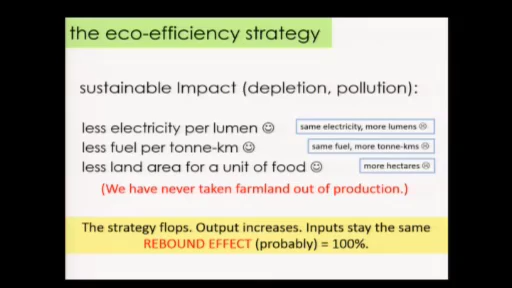 the eco-efficiency strategy
sustainable Impact (depletion, pollution):
less electricity per lumen ☺
same electricity, more lumens ☹
less fuel per tonne-km ☺
same fuel, more tonne-kms ☹
less land area for a unit of food ☺
more hectares ☹
(We have never taken farmland out of production.)
The strategy flops. Output increases. Inputs stay the same
REBOUND EFFECT (probably) = 100%.